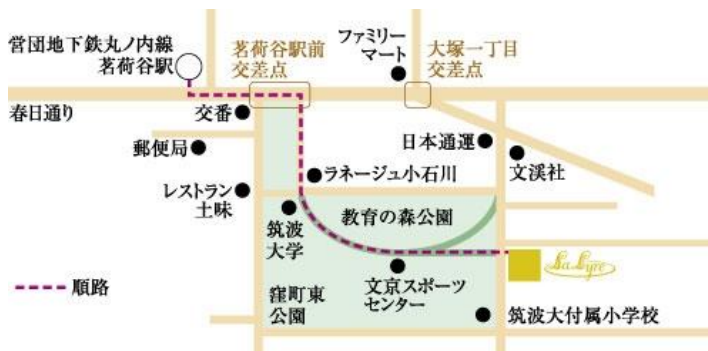 営団地下鉄丸ノ内線
茗荷谷駅
茗荷谷駅前
交差点
ファミリー
マート
大塚一丁目
交差点
春日通り
交番
郵便局
日本通運
文溪社
レストラン
土味
ラネージュ小石川
筑波
大学
教育の森公園
La Lyre
文京スポーツ
センター
窪町東
公園
順路
筑波大付属小学校